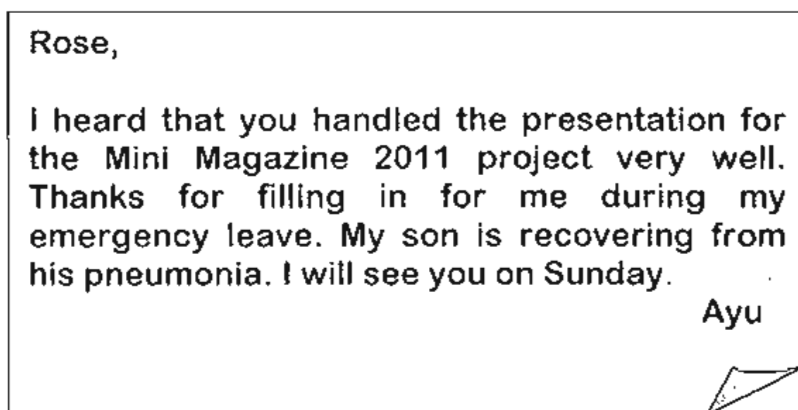 Rose,
I heard that you handled the presentation for
the Mini Magazine 2011 project very well.
Thanks for filling in for me during my
emergency leave. My son is recovering from
his pneumonia. I will see you on Sunday.
Ayu